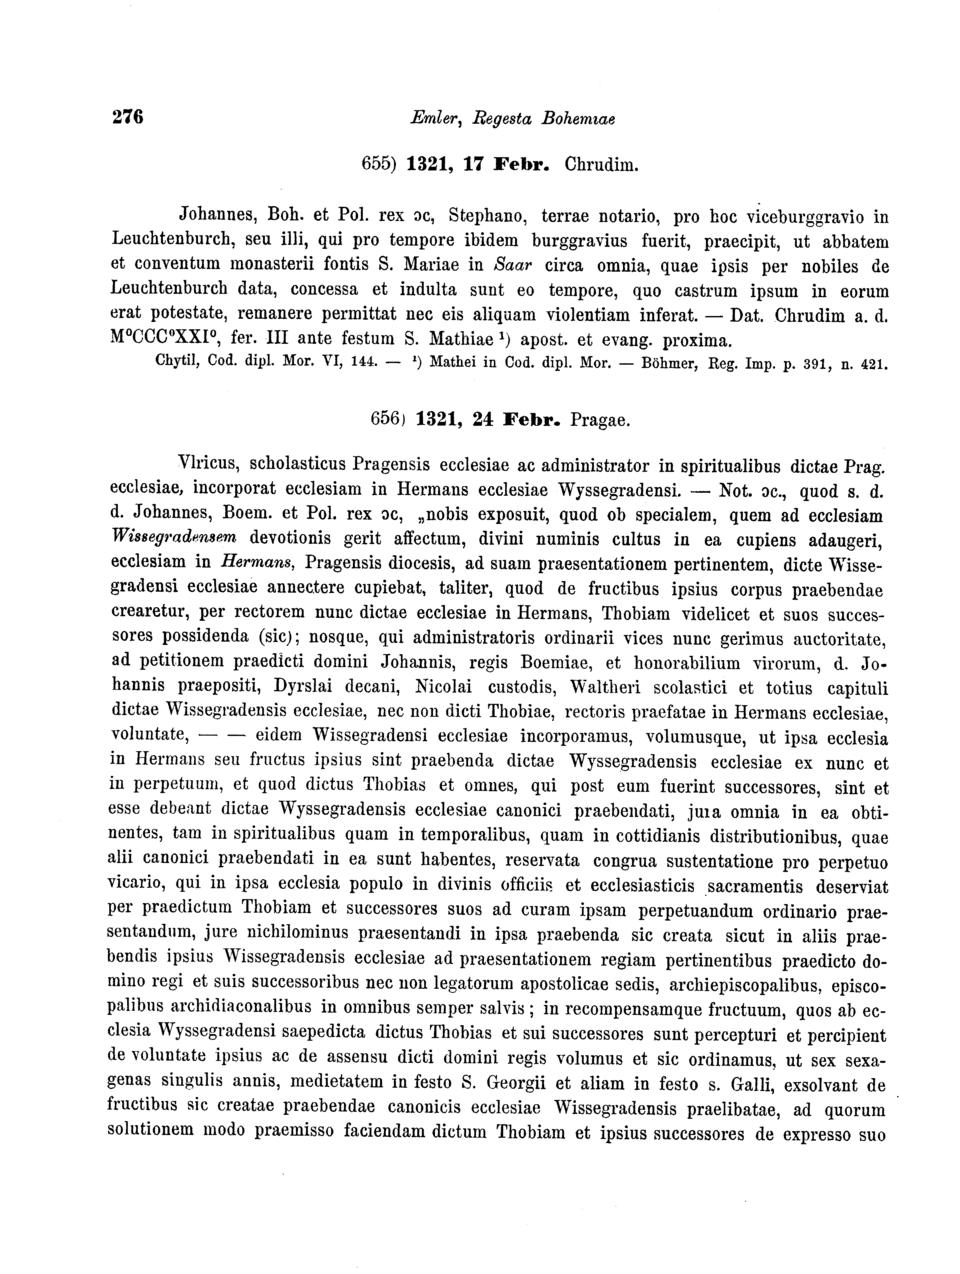 276 Emler, Regesta Bohemiae
655) 1321, 17 Febr. Chrudim.
Johannes, Boh. et Pol. rex ɔc, Stephano, terrae notario, pro hoc viceburggravio in
Leuchtenburch, seu illi, qui pro tempore ibidem burggravius fuerit, praecipit, ut abbatem
et conventum monasterii fontis S. Mariae in Saar circa omnia, quae ipsis per nobiles de
Leuchtenburch data, concessa et indulta sunt eo tempore, quo castrum ipsum in eorum
erat potestate, remanere permittat nec eis aliquam violentiam inferat. — Dat. Chrudim a. d.
M⁰CCC⁰XXI⁰, fer. III ante festum S. Mathiae ¹) apost. et evang. proxima.
Chytil, Cod. dipl. Mor. VI, 144. — ¹) Mathei in Cod. dipl. Mor. — Böhmer, Reg. Imp. p. 391, n. 421.
656) 1321, 24 Febr. Pragae.
Vlricus, scholasticus Pragensis ecclesiae ac administrator in spiritualibus dictae Prag.
ecclesiae, incorporat ecclesiam in Hermans ecclesiae Wyssegradensi. — Not. ɔc., quod s. d.
d. Johannes, Boem. et Pol. rex ɔc, „nobis exposuit, quod ob specialem, quem ad ecclesiam
Wissegradensem devotionis gerit affectum, divini numinis cultus in ea cupiens adaugeri,
ecclesiam in Hermans, Pragensis diocesis, ad suam praesentationem pertinentem, dicte Wisse-
gradensi ecclesiae annectere cupiebat, taliter, quod de fructibus ipsius corpus praebendae
crearetur, per rectorem nunc dictae ecclesiae in Hermans, Thobiam videlicet et suos succes-
sores possidenda (sic); nosque, qui administratoris ordinarii vices nunc gerimus auctoritate,
ad petitionem praedicti domini Johannis, regis Boemiae, et honorabilium virorum, d. Jo-
hannis praepositi, Dyrslai decani, Nicolai custodis, Waltheri scolastici et totius capituli
dictae Wissegradensis ecclesiae, nec non dicti Thobiae, rectoris praefatae in Hermans ecclesiae,
voluntate, — — eidem Wissegradensi ecclesiae incorporamus, volumusque, ut ipsa ecclesia
in Hermans seu fructus ipsius sint praebenda dictae Wyssegradensis ecclesiae ex nunc et
in perpetuum, et quod dictus Thobias et omnes, qui post eum fuerint successores, sint et
esse debeant dictae Wyssegradensis ecclesiae canonici praebendati, jura omnia in ea obti-
nentes, tam in spiritualibus quam in temporalibus, quam in cottidianis distributionibus, quae
alii canonici praebendati in ea sunt habentes, reservata congrua sustentatione pro perpetuo
vicario, qui in ipsa ecclesia populo in divinis officiis et ecclesiasticis sacramentis deserviat
per praedictum Thobiam et successores suos ad curam ipsam perpetuandum ordinario prae-
sentandum, jure nichilominus praesentandi in ipsa praebenda sic creata sicut in aliis prae-
bendis ipsius Wissegradensis ecclesiae ad praesentationem regiam pertinentibus praedicto do-
mino regi et suis successoribus nec non legatorum apostolicae sedis, archiepiscopalibus, episco-
palibus archidiaconalibus in omnibus semper salvis; in recompensamque fructuum, quos ab ec-
clesia Wyssegradensi saepedicta dictus Thobias et sui successores sunt percepturi et percipient
de voluntate ipsius ac de assensu dicti domini regis volumus et sic ordinamus, ut sex sexa-
genas singulis annis, medietatem in festo S. Georgii et aliam in festo s. Galli, exsolvant de
fructibus sic creatae praebendae canonicis ecclesiae Wissegradensis praelibatae, ad quorum
solutionem modo praemisso faciendam dictum Thobiam et ipsius successores de expresso suo